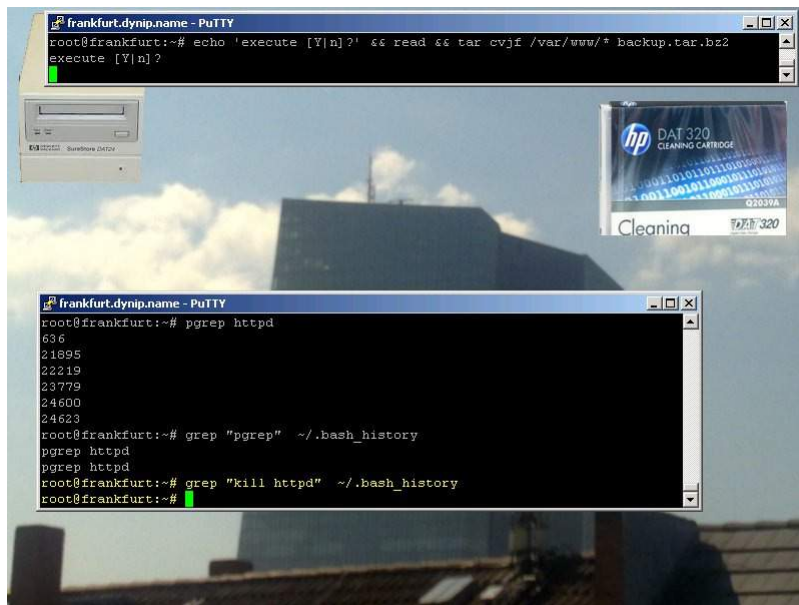 frankfurt.dynip.name - PuTTY
root@frankfurt:~# echo 'execute [Y|n]?' && read && tar cvjf /var/www/* backup.tar.bz2
execute [Y|n]?
SureStore DAT24
hp
DAT 320
CLEANING CARTRIDGE
Q2039A
Cleaning
DAT 320
frankfurt.dynip.name - PuTTY
root@frankfurt:~# pgrep httpd
636
21895
22219
23779
24600
24623
root@frankfurt:~# grep "pgrep"  ~/.bash_history
pgrep httpd
pgrep httpd
root@frankfurt:~# grep "kill httpd"  ~/.bash_history
root@frankfurt:~#